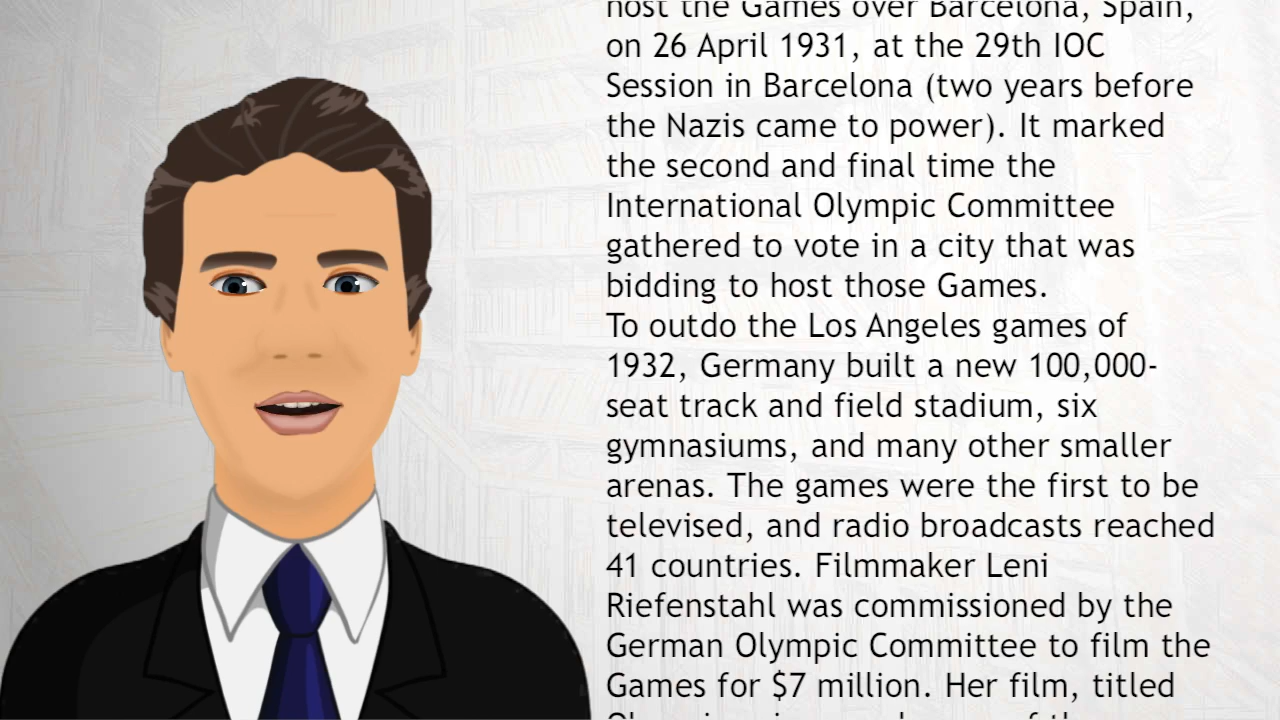 host the Games over Barcelona, Spain,
on 26 April 1931, at the 29th IOC
Session in Barcelona (two years before
the Nazis came to power). It marked
the second and final time the
International Olympic Committee
gathered to vote in a city that was
bidding to host those Games.
To outdo the Los Angeles games of
1932, Germany built a new 100,000-
seat track and field stadium, six
gymnasiums, and many other smaller
arenas. The games were the first to be
televised, and radio broadcasts reached
41 countries. Filmmaker Leni
Riefenstahl was commissioned by the
German Olympic Committee to film the
Games for $7 million. Her film, titled